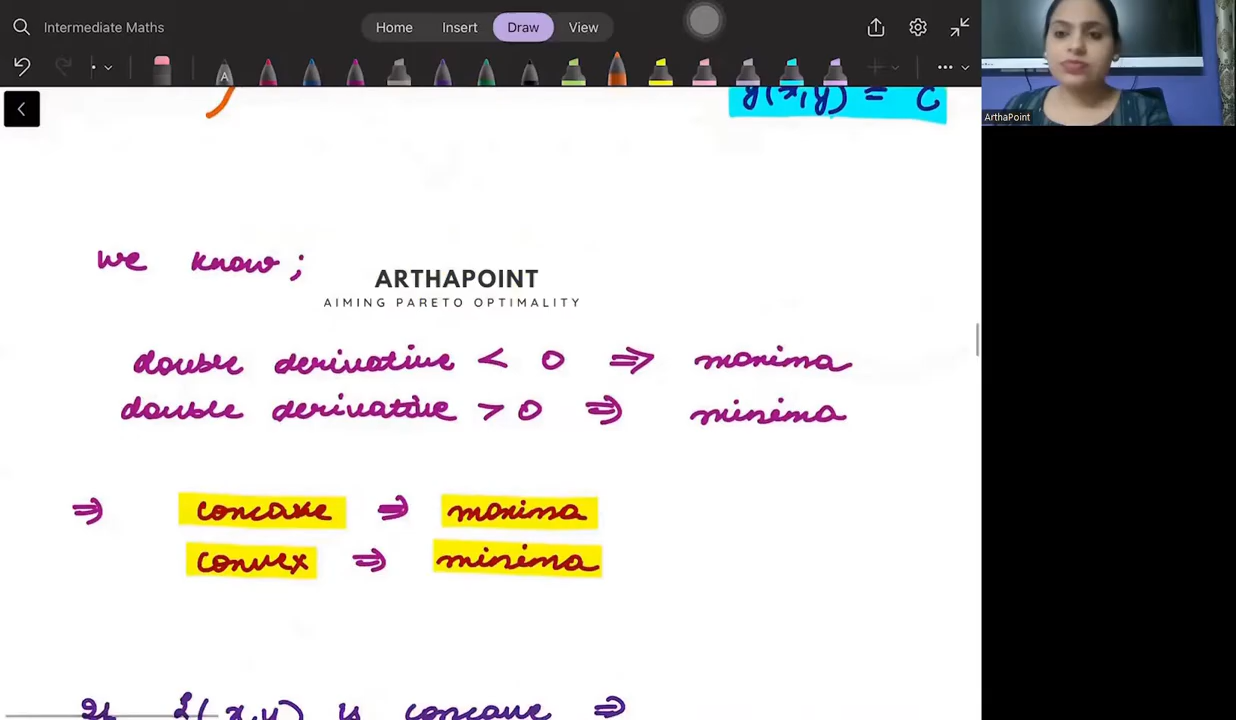 Intermediate Maths
Home Insert Draw View
A
y(x,y) = C
ArthaPoint
we know;
ARTHAPOINT
AIMING PARETO OPTIMALITY
double derivative < 0 ⇒ maxima
double derivative > 0 ⇒ minima
⇒ concave ⇒ maxima
convex ⇒ minima
If L(x,y) is concave ⇒